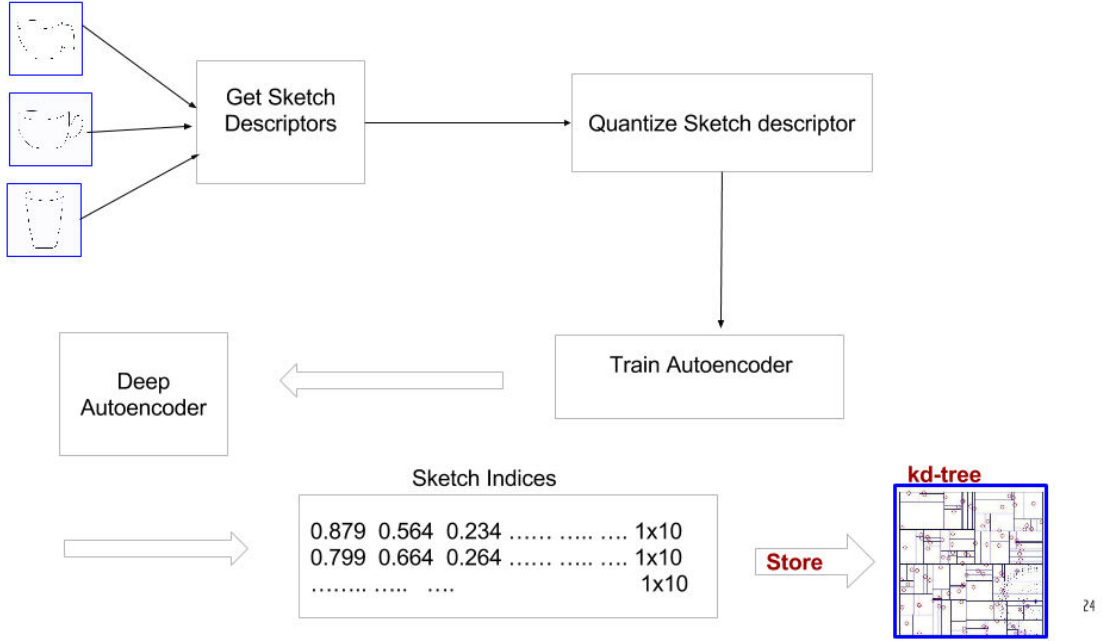 Get Sketch
Descriptors
Quantize Sketch descriptor
Train Autoencoder
Deep
Autoencoder
Sketch Indices
0.879 0.564 0.234 ...... ..... .... 1x10
0.799 0.664 0.264 ...... ..... .... 1x10
........ ..... .... 1x10
Store
kd-tree
24